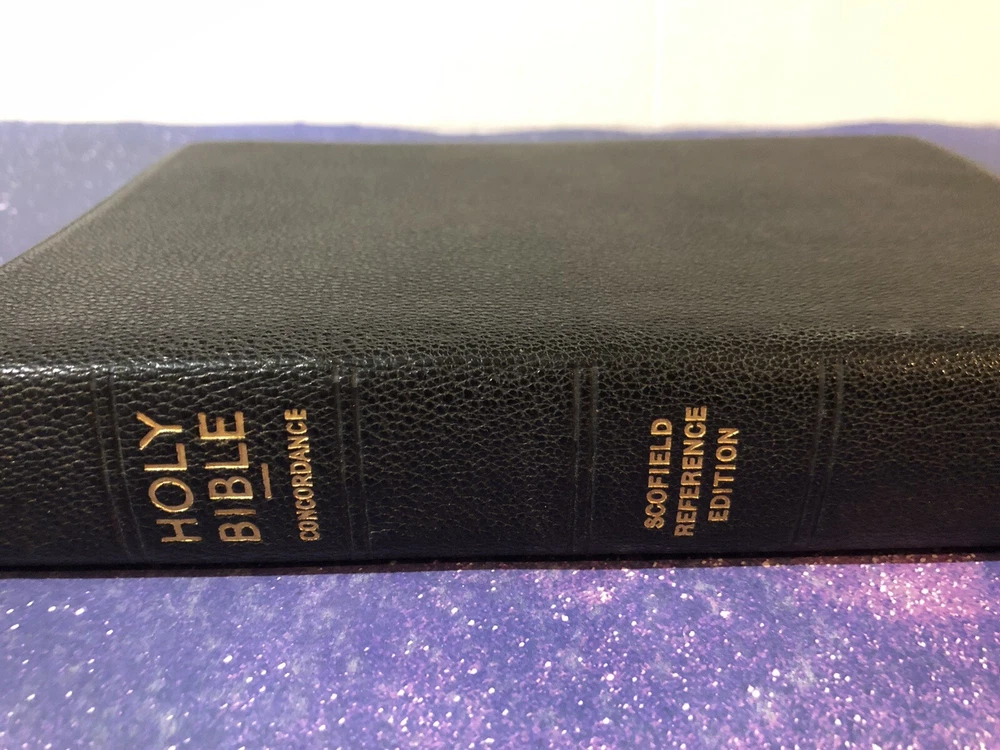 HOLY
BIBLE
CONCORDANCE
SCOFIELD
REFERENCE
EDITION